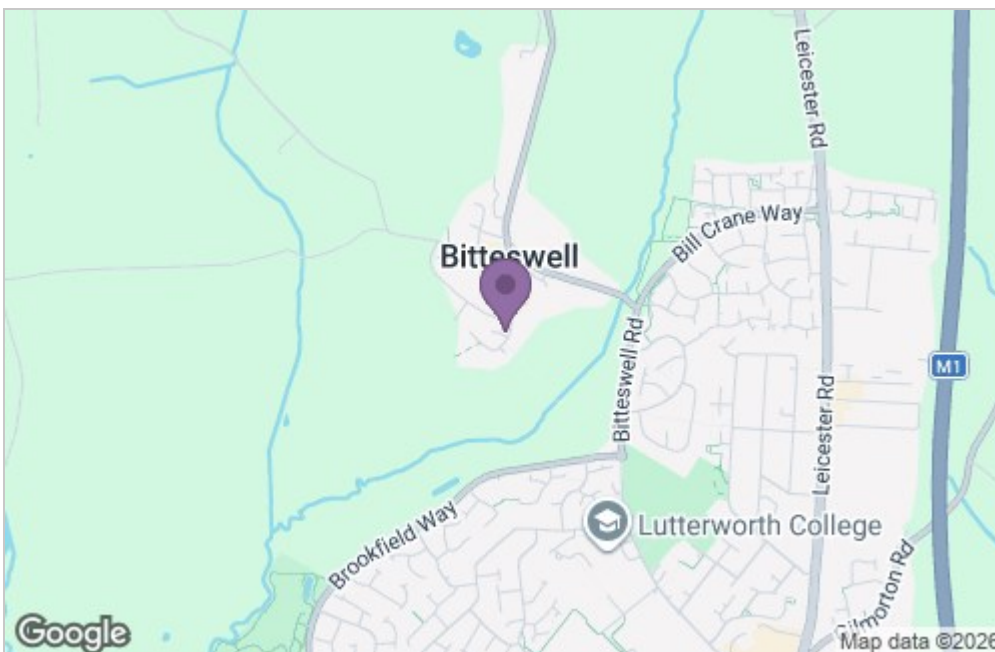 Leicester Rd
Bill Crane Way
Bitteswell
Bitteswell Rd
M1
Leicester Rd
Brookfield Way
Lutterworth College
Gilmorton Rd
Google
Map data ©2026